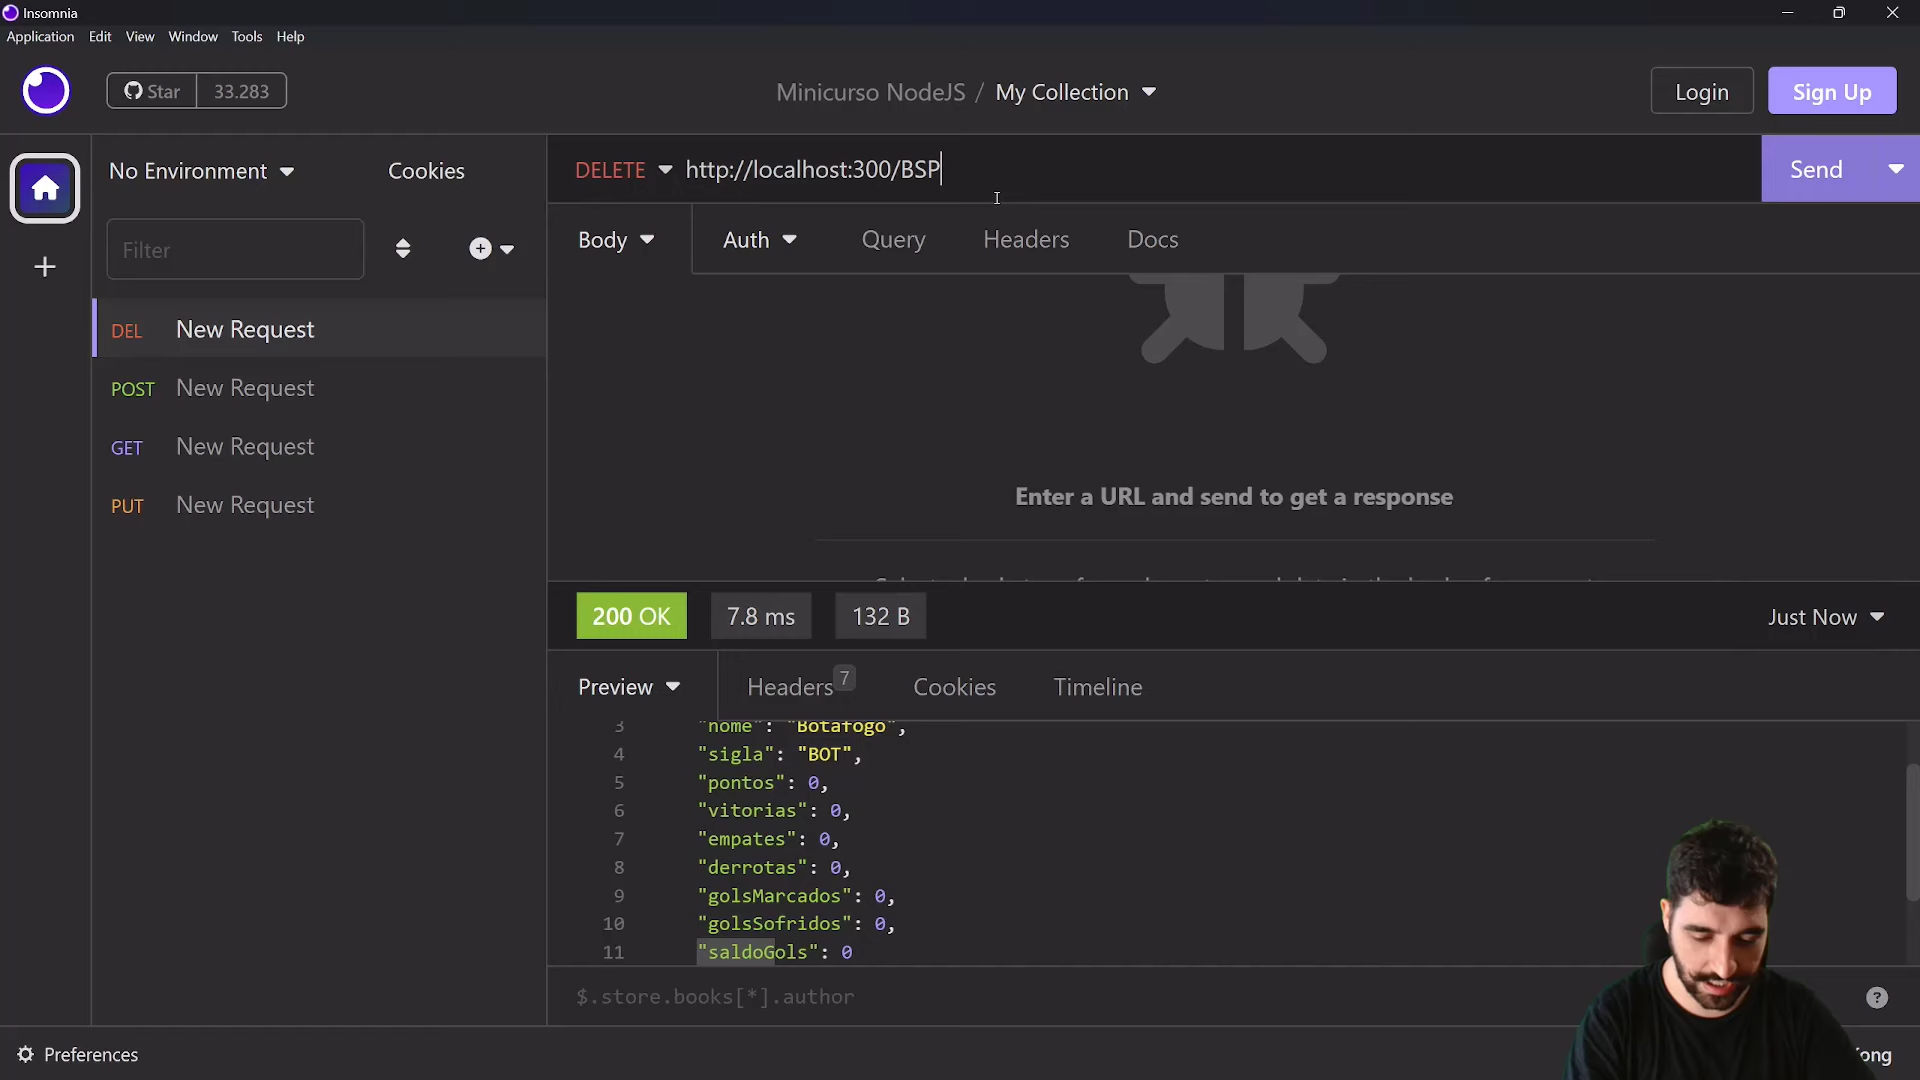 Insomnia
Application Edit View Window Tools Help
Star 33.283
Minicurso NodeJS / My Collection
Login
Sign Up
No Environment
Cookies
DELETE http://localhost:300/BSP
Send
Filter
Body Auth Query Headers Docs
DEL New Request
POST New Request
GET New Request
PUT New Request
Enter a URL and send to get a response
200 OK 7.8 ms 132 B
Just Now
Preview Headers 7 Cookies Timeline
3 "nome": "Botafogo",
4 "sigla": "BOT",
5 "pontos": 0,
6 "vitorias": 0,
7 "empates": 0,
8 "derrotas": 0,
9 "golsMarcados": 0,
10 "golsSofridos": 0,
11 "saldoGols": 0
$.store.books[*].author
?
Preferences